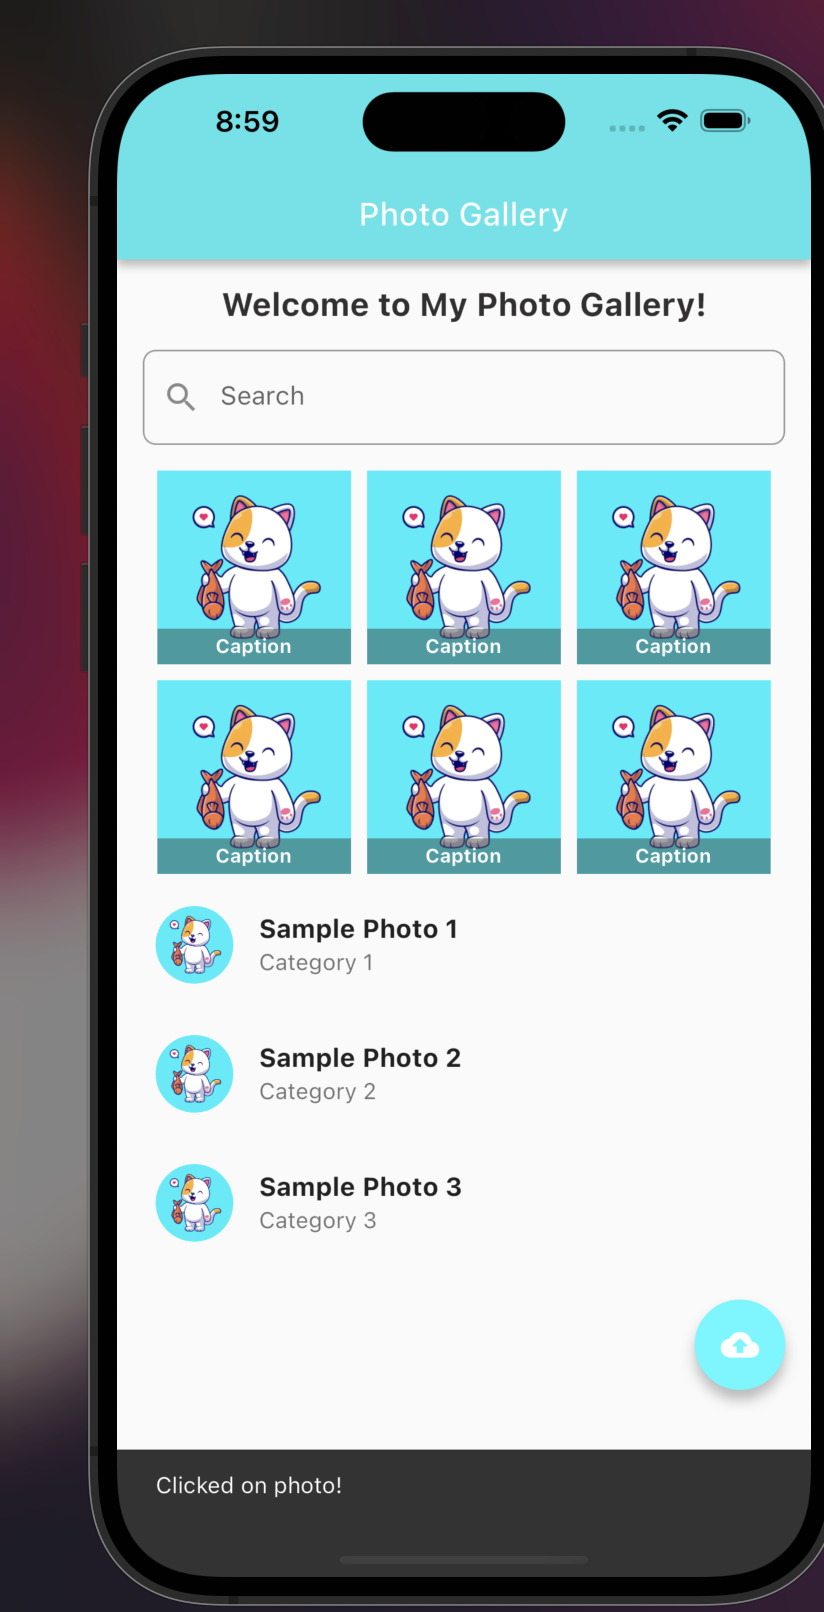 8:59
Photo Gallery
Welcome to My Photo Gallery!
Search
Caption Caption Caption
Caption Caption Caption
Sample Photo 1
Category 1
Sample Photo 2
Category 2
Sample Photo 3
Category 3
Clicked on photo!